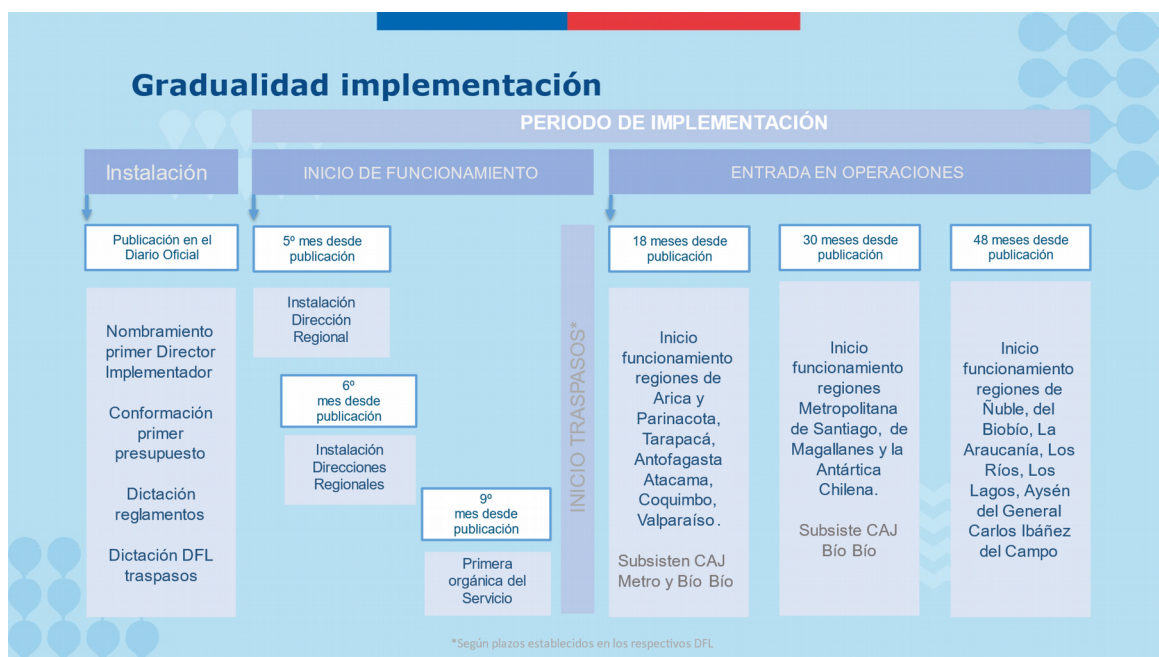 Gradualidad implementación
PERIODO DE IMPLEMENTACIÓN
Instalación
INICIO DE FUNCIONAMIENTO
ENTRADA EN OPERACIONES
Publicación en el
Diario Oficial
Nombramiento
primer Director
Implementador
Conformación
primer
presupuesto
Dictación
reglamentos
Dictación DFL
traspasos
5º mes desde
publicación
Instalación
Dirección
Regional
6º
mes desde
publicación
Instalación
Direcciones
Regionales
9º
mes desde
publicación
Primera
orgánica del
Servicio
INICIO TRASPASOS*
18 meses desde
publicación
Inicio
funcionamiento
regiones de
Arica y
Parinacota,
Tarapacá,
Antofagasta
Atacama,
Coquimbo,
Valparaíso.
Subsisten CAJ
Metro y Bío Bío
30 meses desde
publicación
Inicio
funcionamiento
regiones
Metropolitana
de Santiago, de
Magallanes y la
Antártica
Chilena.
Subsiste CAJ
Bío Bío
48 meses desde
publicación
Inicio
funcionamiento
regiones de
Ñuble, del
Biobío, La
Araucanía, Los
Ríos, Los
Lagos, Aysén
del General
Carlos Ibáñez
del Campo
*Según plazos establecidos en los respectivos DFL